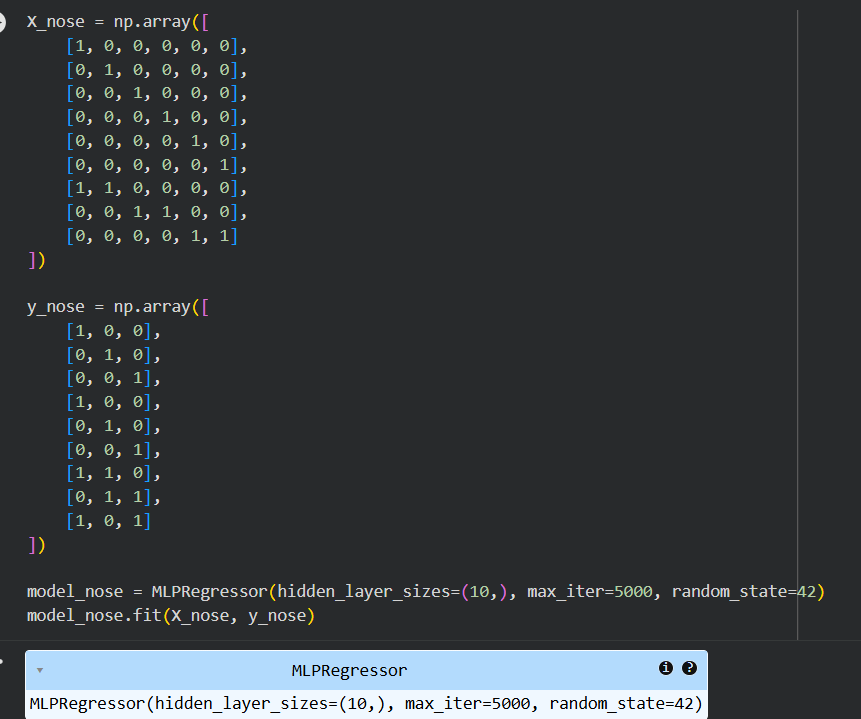 X_nose = np.array([
    [1, 0, 0, 0, 0, 0],
    [0, 1, 0, 0, 0, 0],
    [0, 0, 1, 0, 0, 0],
    [0, 0, 0, 1, 0, 0],
    [0, 0, 0, 0, 1, 0],
    [0, 0, 0, 0, 0, 1],
    [1, 1, 0, 0, 0, 0],
    [0, 0, 1, 1, 0, 0],
    [0, 0, 0, 0, 1, 1]
])
y_nose = np.array([
    [1, 0, 0],
    [0, 1, 0],
    [0, 0, 1],
    [1, 0, 0],
    [0, 1, 0],
    [0, 0, 1],
    [1, 1, 0],
    [0, 1, 1],
    [1, 0, 1]
])
model_nose = MLPRegressor(hidden_layer_sizes=(10,), max_iter=5000, random_state=42)
model_nose.fit(X_nose, y_nose)
MLPRegressor
MLPRegressor(hidden_layer_sizes=(10,), max_iter=5000, random_state=42)